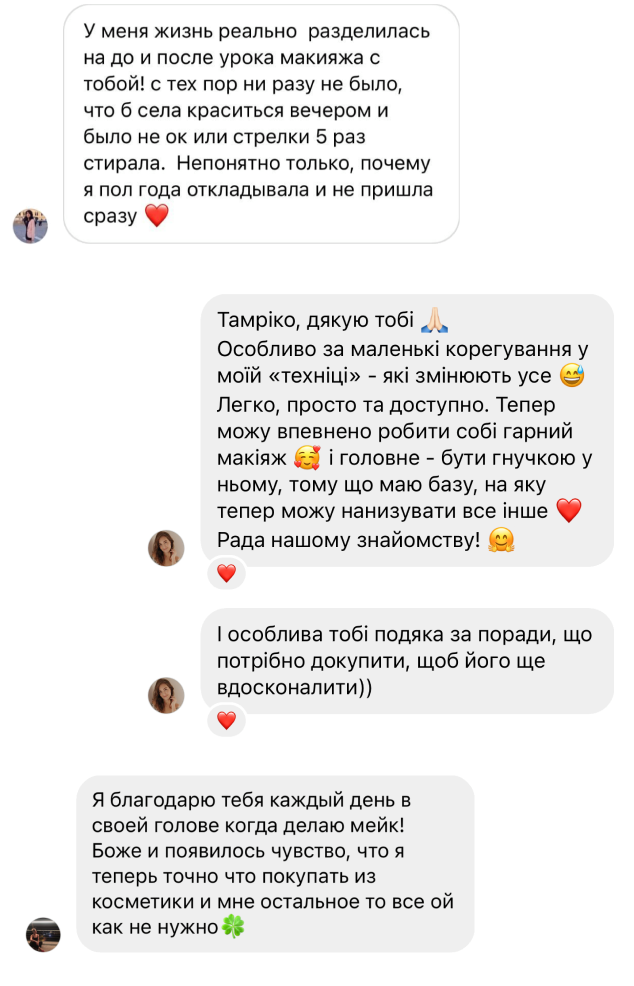 У меня жизнь реально  разделилась
на до и после урока макияжа с
тобой! с тех пор ни разу не было,
что б села краситься вечером и
было не ок или стрелки 5 раз
стирала.  Непонятно только, почему
я пол года откладывала и не пришла
сразу ❤️
Тамріко, дякую тобі 🙏🏻
Особливо за маленькі корегування у
моїй «техніці» - які змінюють усе 😅
Легко, просто та доступно. Тепер
можу впевнено робити собі гарний
макіяж 🥰 і головне - бути гнучкою у
ньому, тому що маю базу, на яку
тепер можу нанизувати все інше ❤️
Рада нашому знайомству! 🤗
❤️
І особлива тобі подяка за поради, що
потрібно докупити, щоб його ще
вдосконалити))
❤️
Я благодарю тебя каждый день в
своей голове когда делаю мейк!
Боже и появилось чувство, что я
теперь точно что покупать из
косметики и мне остальное то все ой
как не нужно🍀